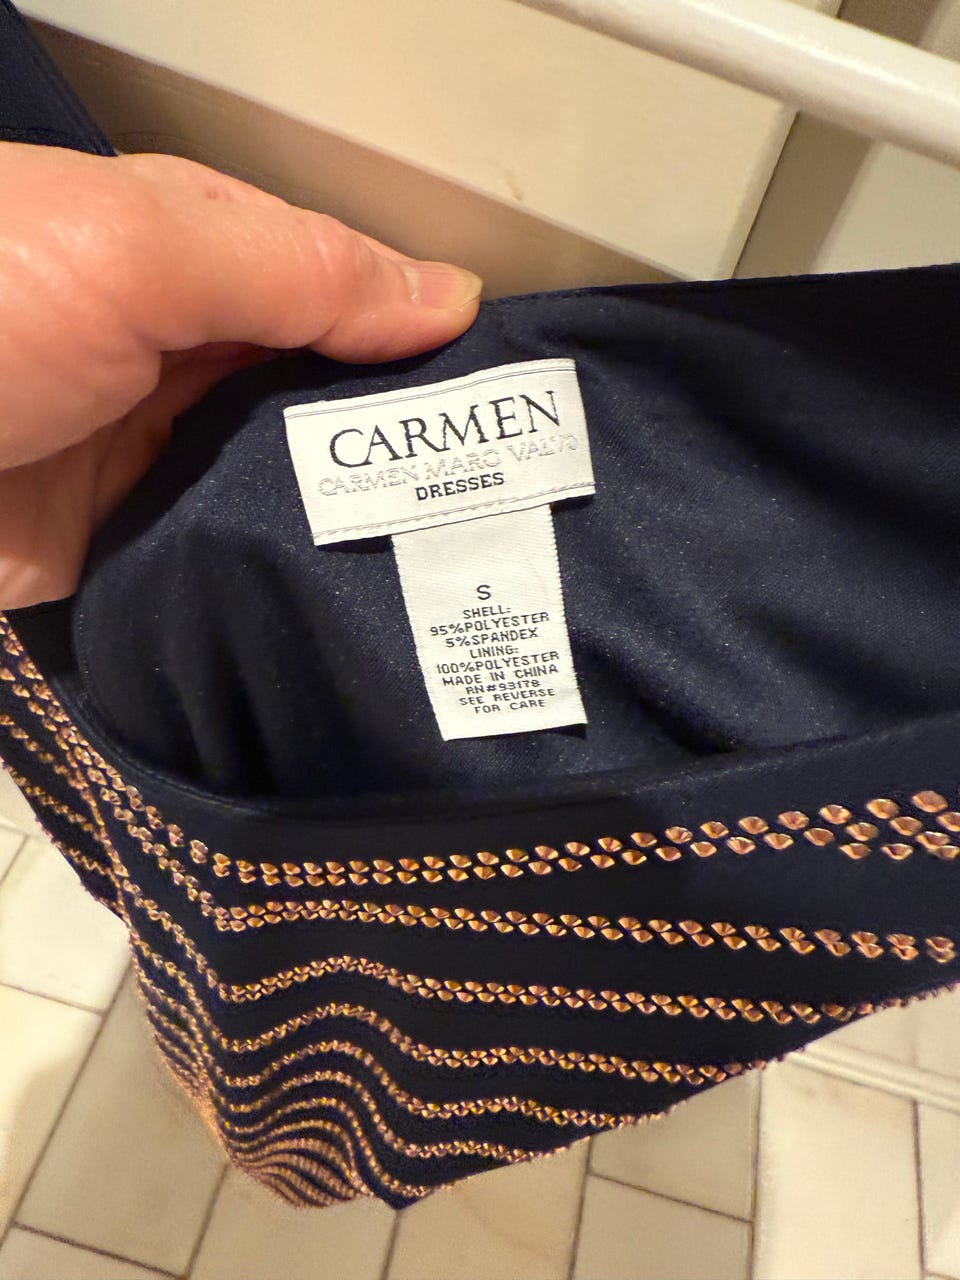 CARMEN
CARMEN MARC VALVO
DRESSES
S
SHELL:
95%POLYESTER
5%SPANDEX
LINING:
100%POLYESTER
MADE IN CHINA
RN#93178
SEE REVERSE
FOR CARE